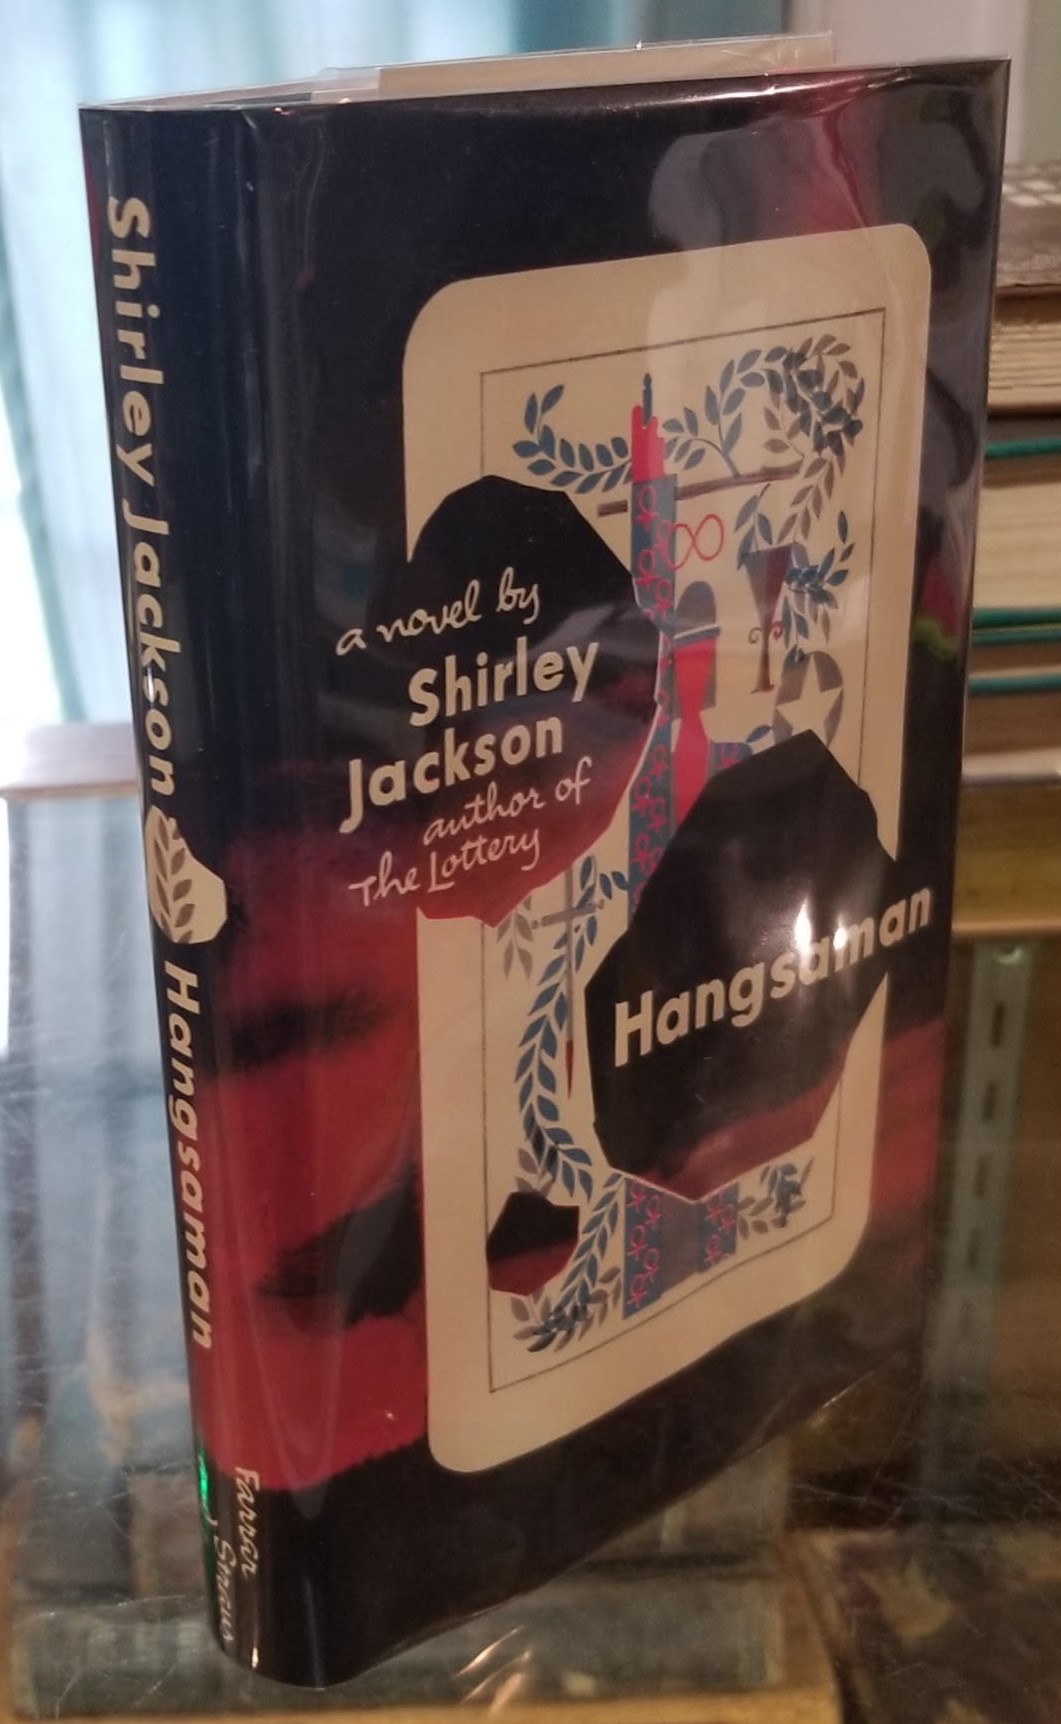 Shirley Jackson Hangsaman
Farrar
Straus
a novel by
Shirley
Jackson
author of
The Lottery
Hangsaman